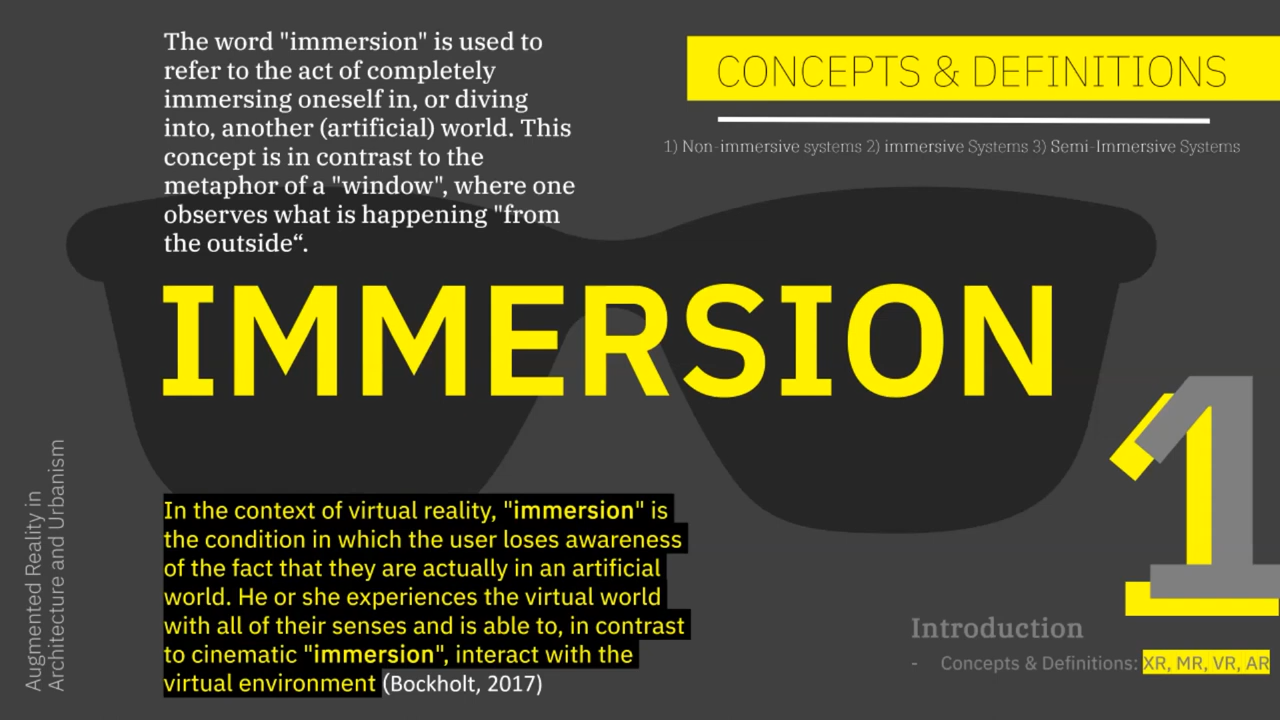 The word "immersion" is used to
refer to the act of completely
immersing oneself in, or diving
into, another (artificial) world. This
concept is in contrast to the
metaphor of a "window", where one
observes what is happening "from
the outside“.
CONCEPTS & DEFINITIONS
1) Non-immersive systems 2) immersive Systems 3) Semi-Immersive Systems
IMMERSION
In the context of virtual reality, "immersion" is
the condition in which the user loses awareness
of the fact that they are actually in an artificial
world. He or she experiences the virtual world
with all of their senses and is able to, in contrast
to cinematic "immersion", interact with the
virtual environment (Bockholt, 2017)
1
Introduction
- Concepts & Definitions: XR, MR, VR, AR
Augmented Reality in
Architecture and Urbanism